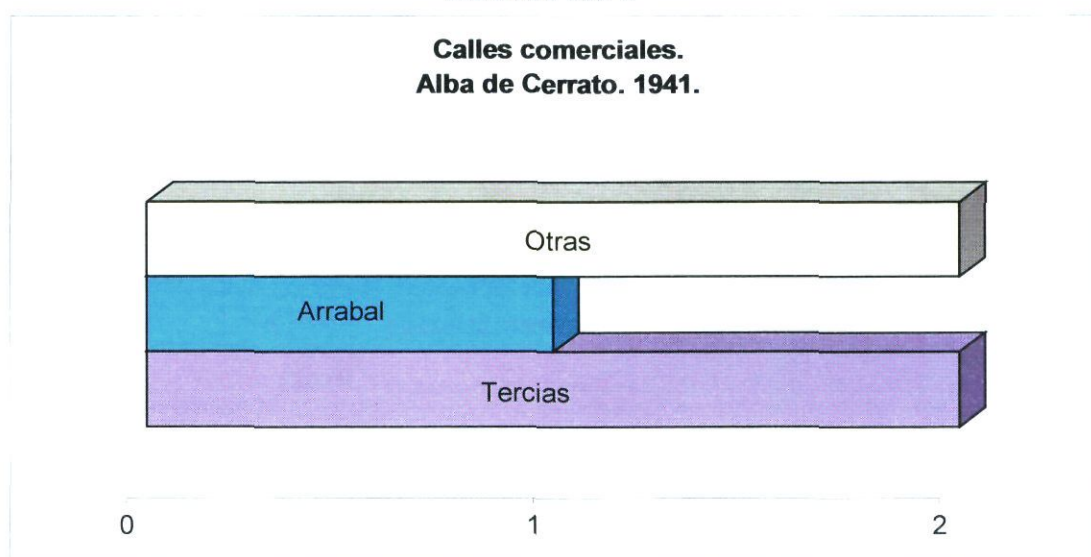 Calles comerciales.
Alba de Cerrato. 1941.
Otras
Arrabal
Tercias
0 1 2